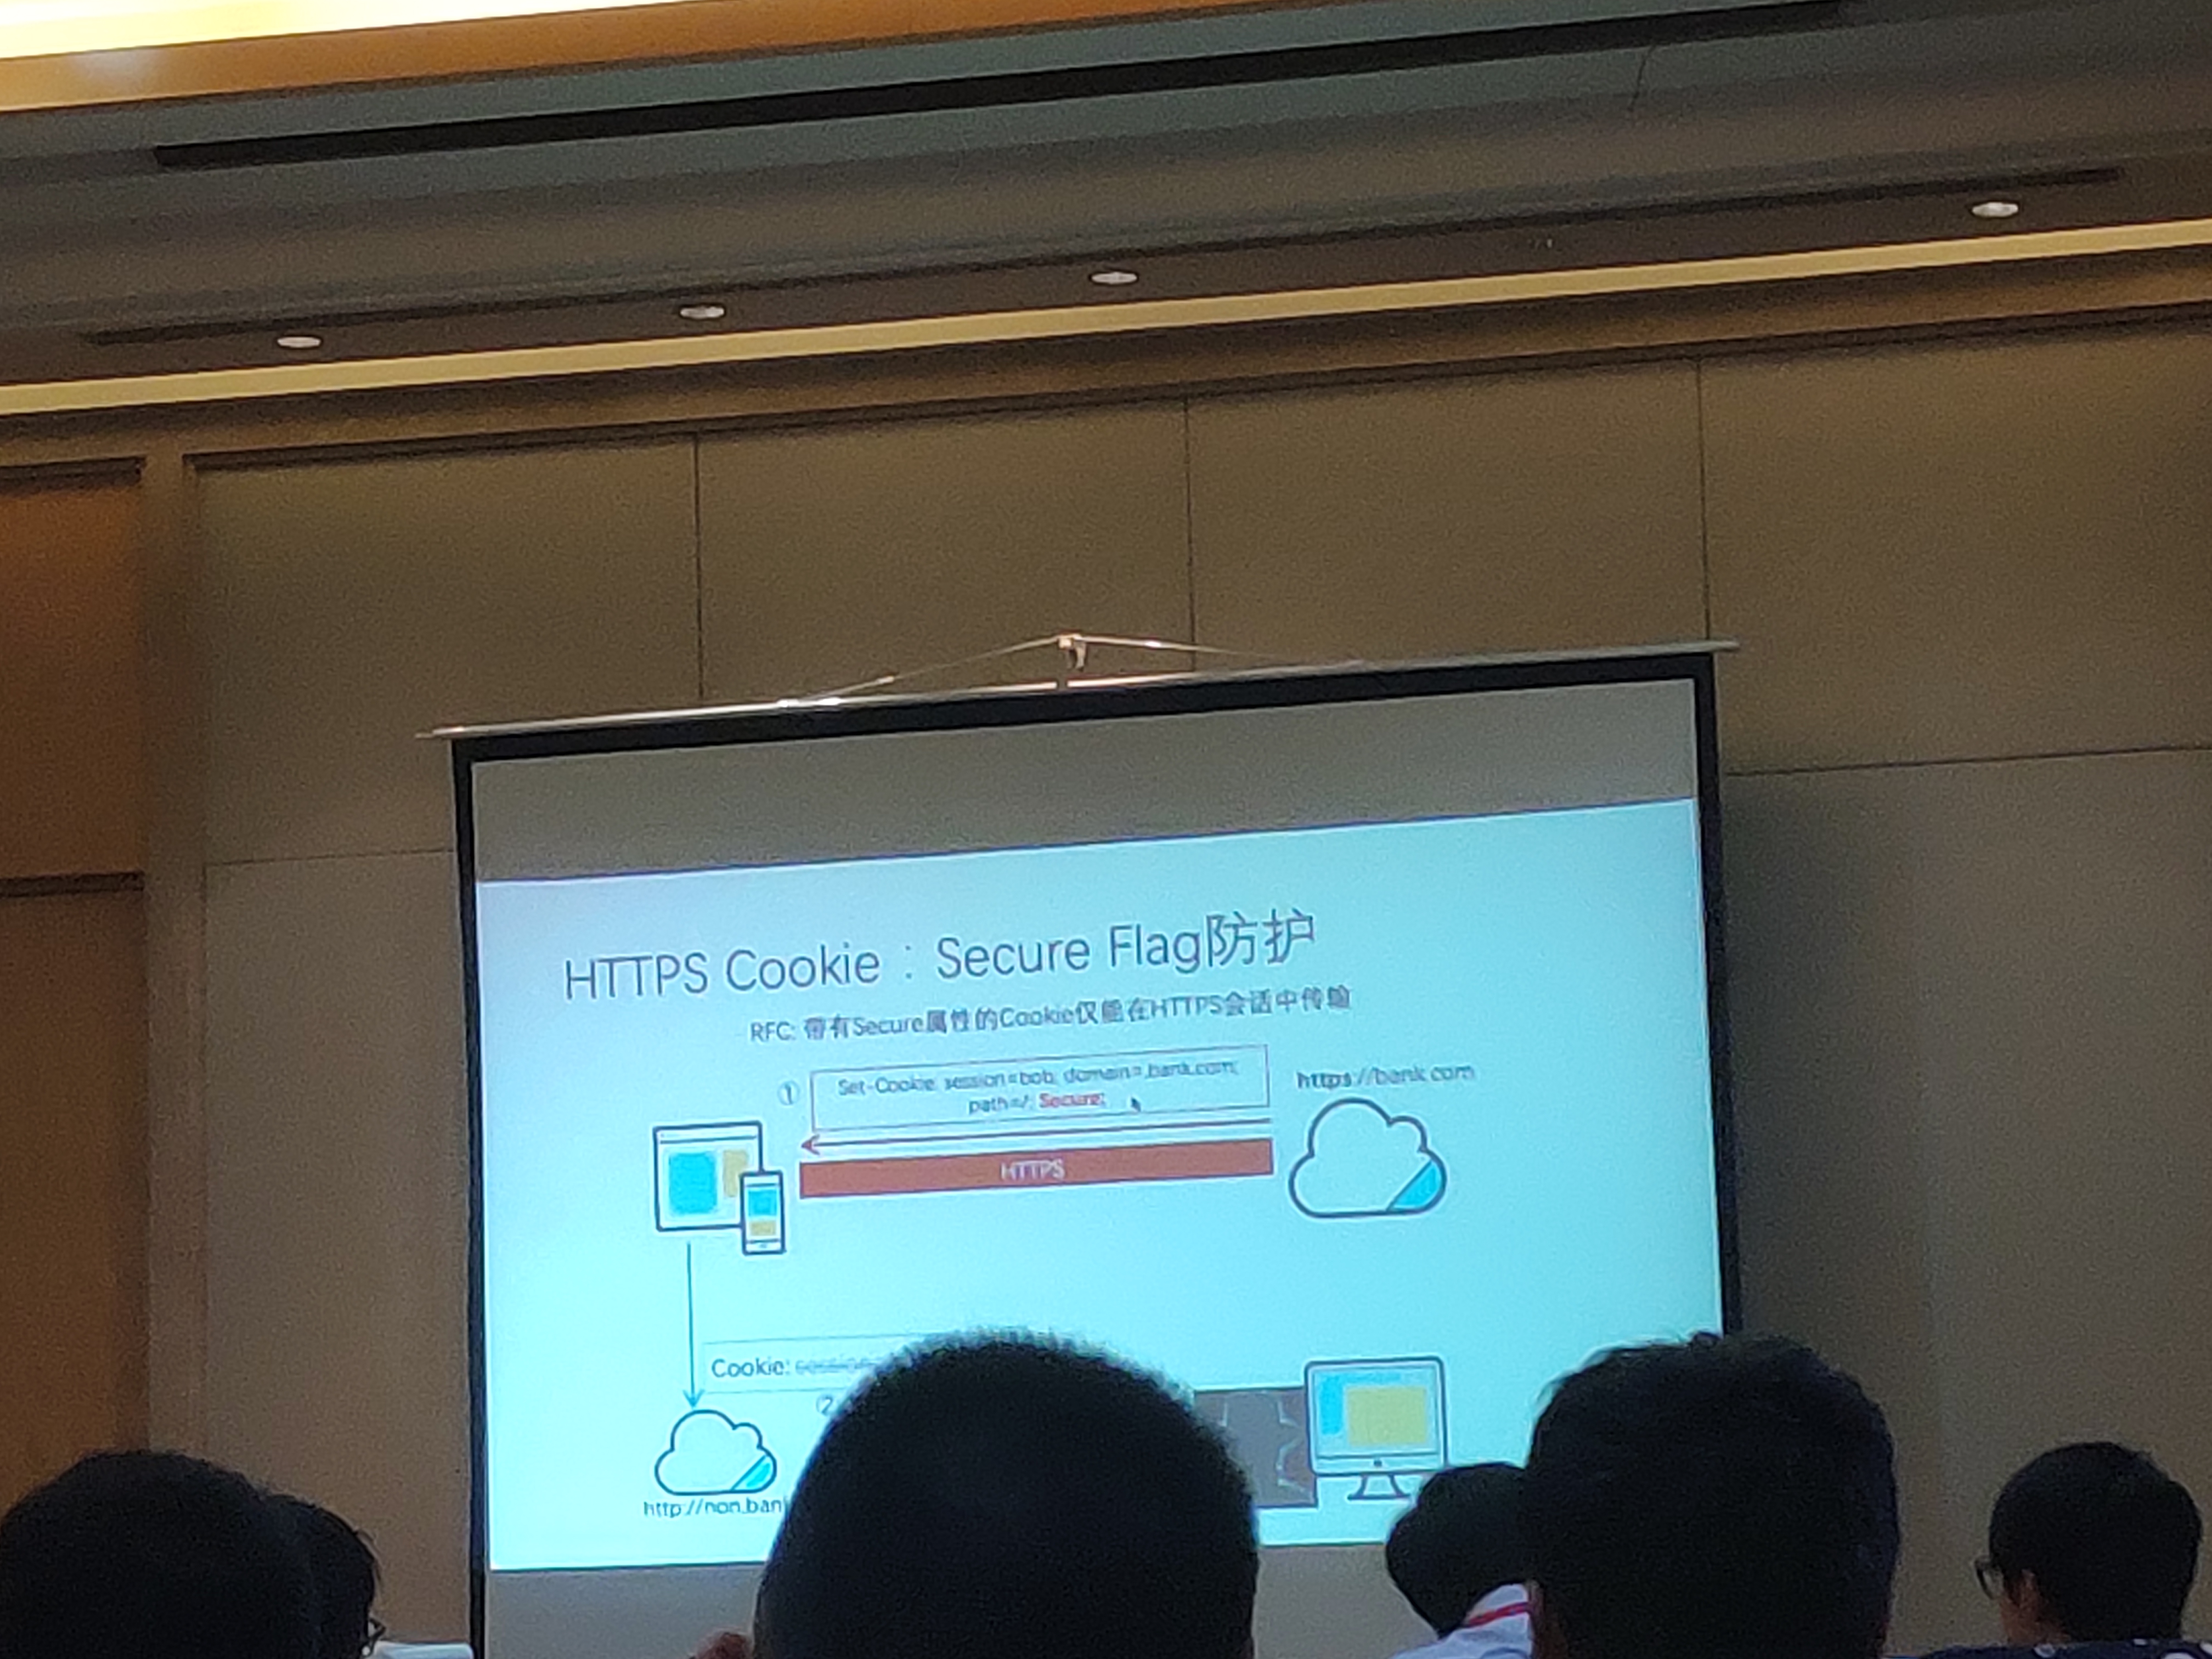 HTTPS Cookie：Secure Flag防护
RFC: 带有Secure属性的Cookie仅能在HTTPS会话中传输
①
Set-Cookie: session=bob; domain=.bank.com;
path=/; Secure;
https://bank.com
HTTPS
Cookie:
②
http://non.ban